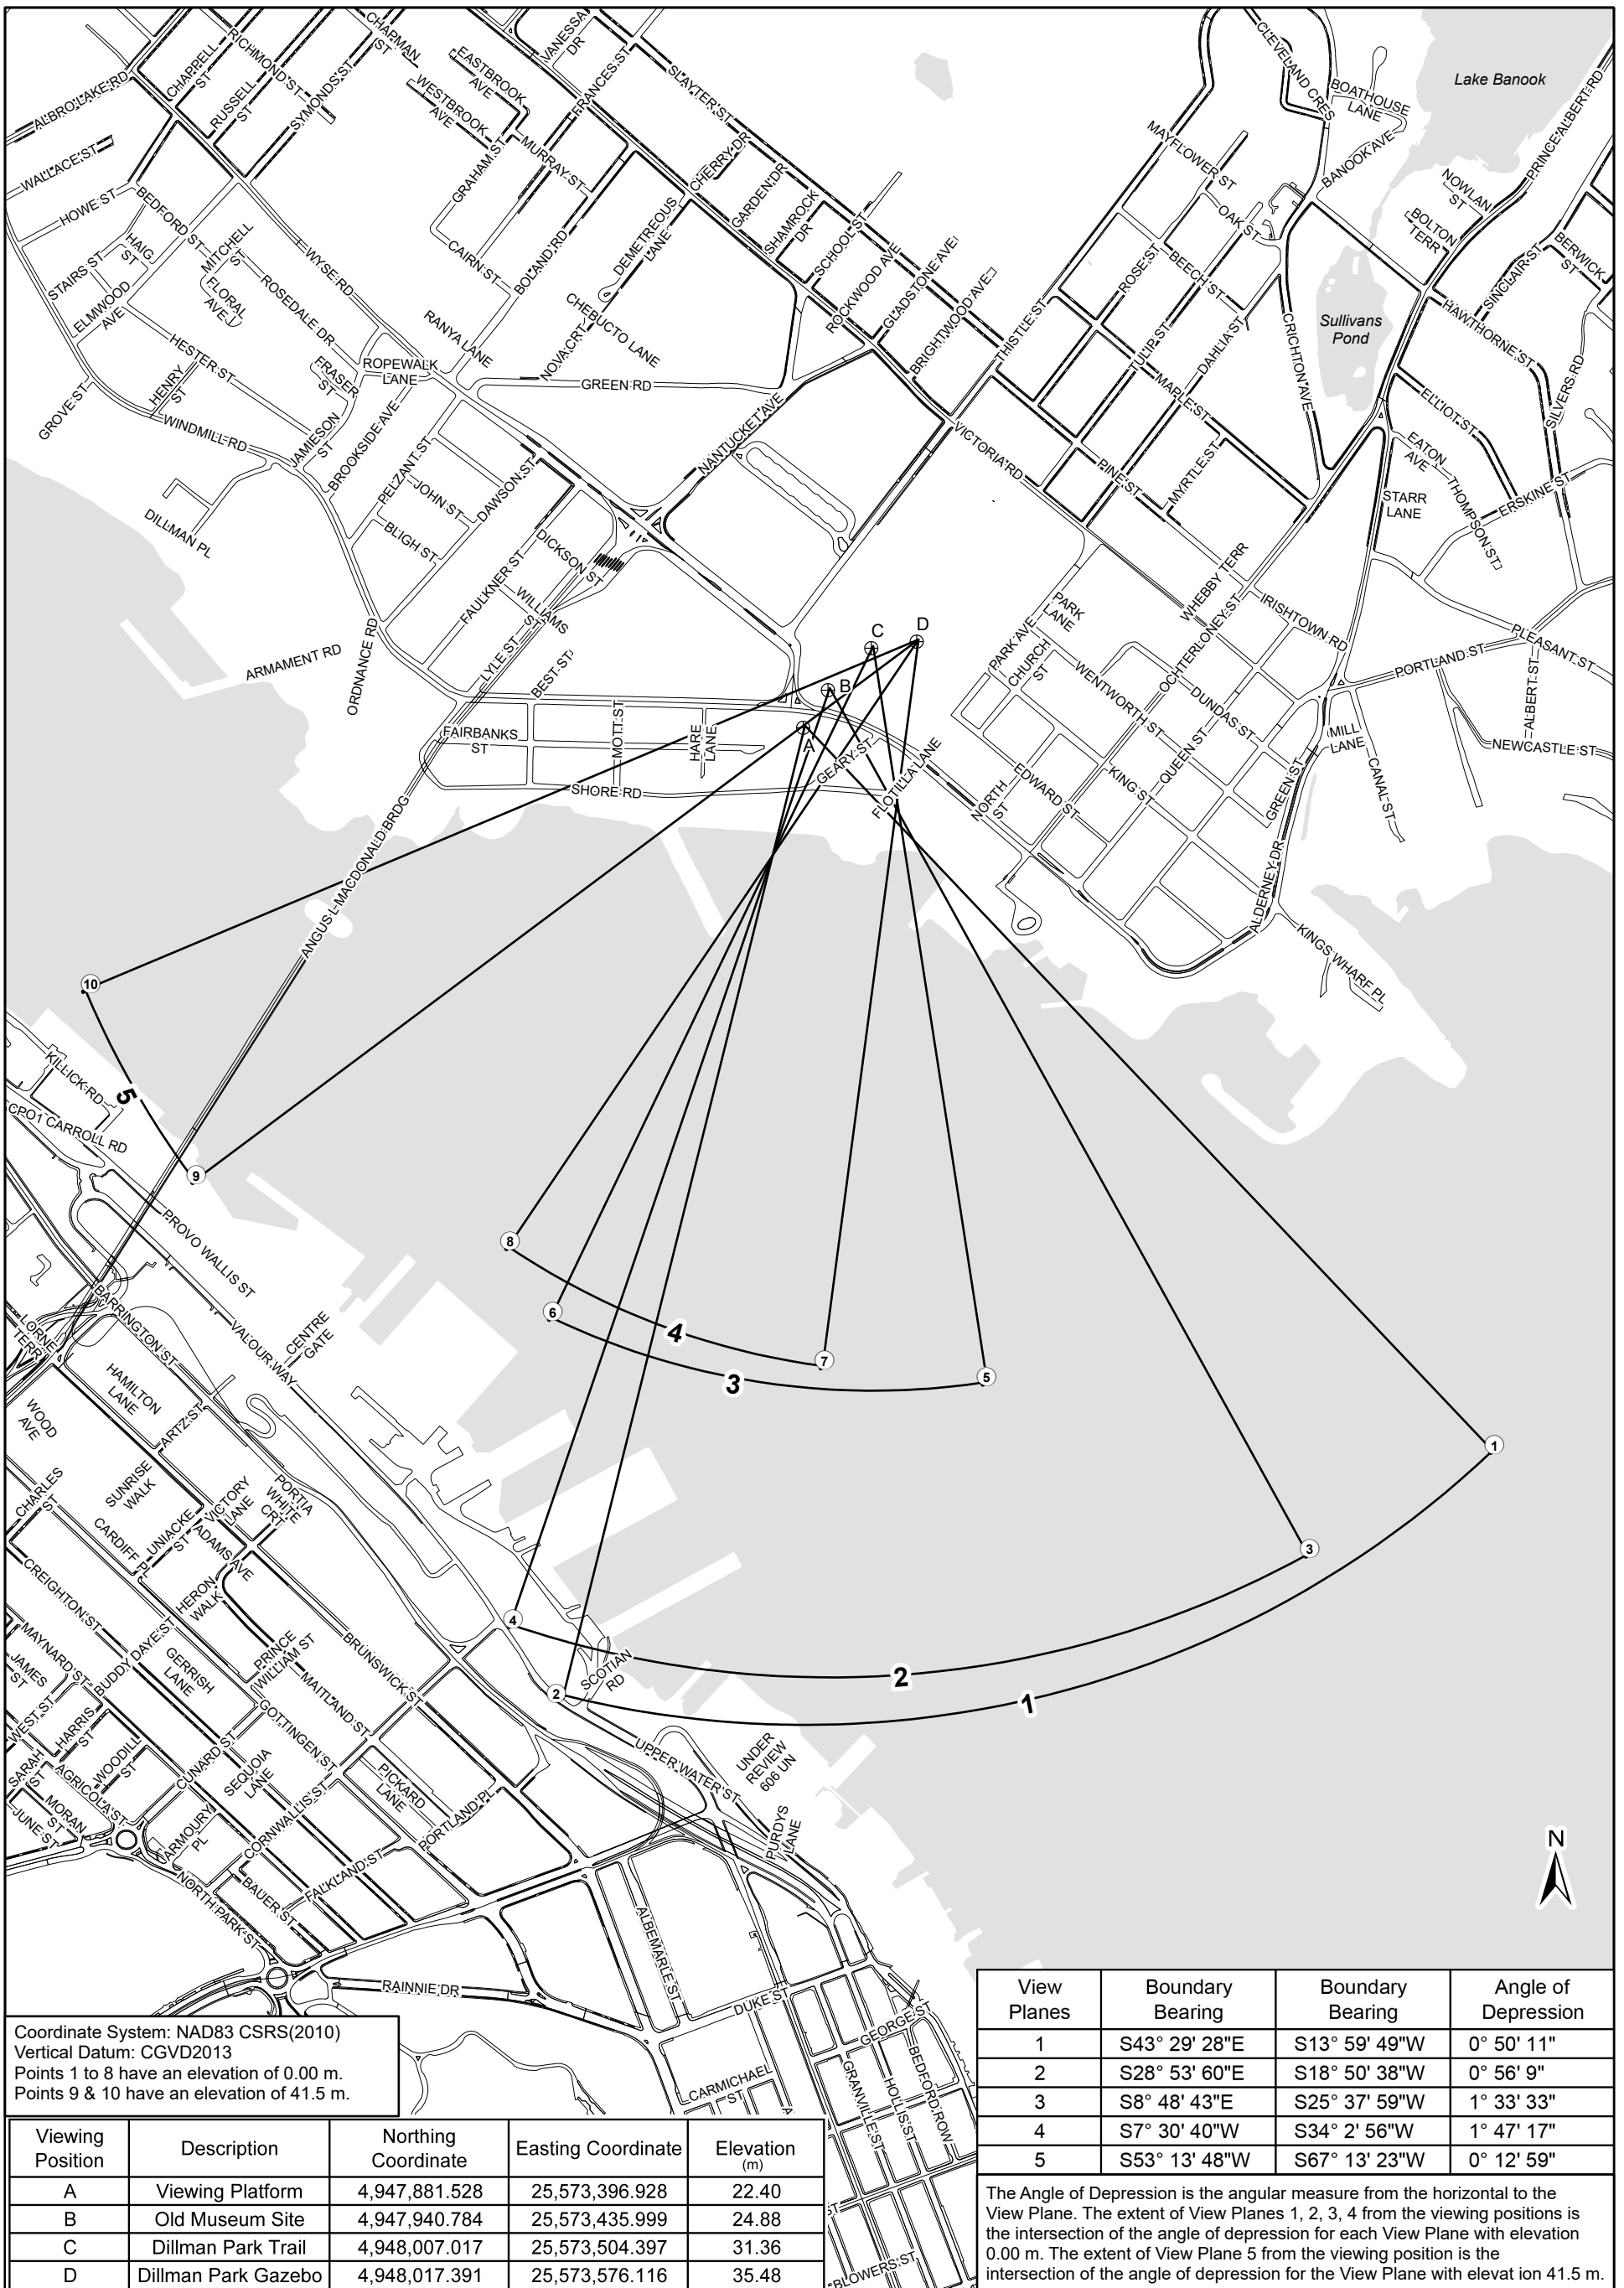 CHAPPELL ST
RICHMOND ST
CHAPMAN ST
VANESSA DR
CLEVELAND CRES
Lake Banook
ALBRO LAKE RD
RUSSELL ST
SYMONDS ST
EASTBROOK AVE
WESTBROOK AVE
FRANCES ST
SLAYTER ST
BOATHOUSE LANE
PRINCE ALBERT RD
WALLACE ST
GRAHAM ST
MURRAY ST
CHERRY DR
GARDEN DR
MAYFLOWER ST
BANOOK AVE
NOWLAN ST
HOWE ST
BEDFORD ST
HAIG ST
MITCHELL ST
WYSE RD
CAIRN ST
BOLAND RD
DEMETREOUS LANE
SHAMROCK DR
SCHOOL ST
OAK ST
BOLTON TERR
SINCLAIR ST
BERWICK ST
STAIRS ST
ELMWOOD AVE
FLORAL AVE
ROSEDALE DR
CHEBUCTO LANE
ROCKWOOD AVE
GLADSTONE AVE
BRIGHTWOOD AVE
ROSE ST
BEECH ST
Sullivans
Pond
HAWTHORNE ST
HESTER ST
ROPEWALK LANE
RANYA LANE
NOVA CRT
THISTLE ST
TULIP ST
DAHLIA ST
CRICHTON AVE
GROVE ST
HENRY ST
FRASER ST
GREEN RD
MAPLE ST
ELLIOT ST
SILVERS RD
WINDMILL RD
JAMIESON ST
BROOKSIDE AVE
PELZANT ST
NANTUCKET AVE
VICTORIA RD
PINE ST
MYRTLE ST
EATON AVE
DILLMAN PL
JOHN ST
DAWSON ST
BLIGH ST
DICKSON ST
STARR LANE
THOMPSON ST
ERSKINE ST
FAULKNER ST
WILLIAMS ST
PARK LANE
WHEBBY TERR
IRISHTOWN RD
ARMAMENT RD
ORDNANCE RD
LYLE ST
BEST ST
C
D
B
A
PARK AVE
CHURCH ST
WENTWORTH ST
OCHTERLONEY ST
DUNDAS ST
PORTLAND ST
PLEASANT ST
ALBERT ST
FAIRBANKS ST
MOTT ST
HARE LANE
GEARY ST
FLOTILLA LANE
QUEEN ST
MILL LANE
NEWCASTLE ST
SHORE RD
NORTH ST
EDWARD ST
KING ST
GREEN ST
CANAL ST
ANGUS L MACDONALD BRDG
ALDERNEY DR
KINGS WHARF PL
10
KILLICK RD
5
CPO1 CARROLL RD
9
PROVO WALLIS ST
8
6
4
7
3
5
LORNE TERR
BARRINGTON ST
VALOUR WAY
CENTRE GATE
HAMILTON LANE
WOOD AVE
ARTZ ST
1
CHARLES ST
SUNRISE WALK
VICTORY LANE
PORTIA WHITE CRT
CARDIFF PL
UNIACKE ST
ADAMS AVE
3
CREIGHTON ST
HERON WALK
4
MAYNARD ST
JAMES ST
BUDDY DAYE ST
GERRISH LANE
PRINCE WILLIAM ST
BRUNSWICK ST
MAITLAND ST
SCOTIAN RD
2
2
1
WEST ST
HARRIS ST
GOTTINGEN ST
SARAH ST
AGRICOLA ST
WOODILL ST
CUNARD ST
SEQUOIA LANE
PICKARD LANE
UPPER WATER ST
UNDER REVIEW 606 UN
JUNE ST
MORAN ST
ARMOURY PL
CORNWALLIS ST
PORTLAND PL
PURDYS LANE
NORTH PARK ST
BAUER ST
FALKLAND ST
N
ALBEMARLE ST
RAINNIE DR
DUKE ST
GEORGE ST
CARMICHAEL ST
GRANVILLE ST
HOLLIS ST
BEDFORD ROW
BLOWERS ST
Coordinate System: NAD83 CSRS(2010)
Vertical Datum: CGVD2013
Points 1 to 8 have an elevation of 0.00 m.
Points 9 & 10 have an elevation of 41.5 m.
Viewing Position Description Northing Coordinate Easting Coordinate Elevation (m)
A Viewing Platform 4,947,881.528 25,573,396.928 22.40
B Old Museum Site 4,947,940.784 25,573,435.999 24.88
C Dillman Park Trail 4,948,007.017 25,573,504.397 31.36
D Dillman Park Gazebo 4,948,017.391 25,573,576.116 35.48
View Planes Boundary Bearing Boundary Bearing Angle of Depression
1 S43° 29' 28"E S13° 59' 49"W 0° 50' 11"
2 S28° 53' 60"E S18° 50' 38"W 0° 56' 9"
3 S8° 48' 43"E S25° 37' 59"W 1° 33' 33"
4 S7° 30' 40"W S34° 2' 56"W 1° 47' 17"
5 S53° 13' 48"W S67° 13' 23"W 0° 12' 59"
The Angle of Depression is the angular measure from the horizontal to the
View Plane. The extent of View Planes 1, 2, 3, 4 from the viewing positions is
the intersection of the angle of depression for each View Plane with elevation
0.00 m. The extent of View Plane 5 from the viewing position is the
intersection of the angle of depression for the View Plane with elevat ion 41.5 m.